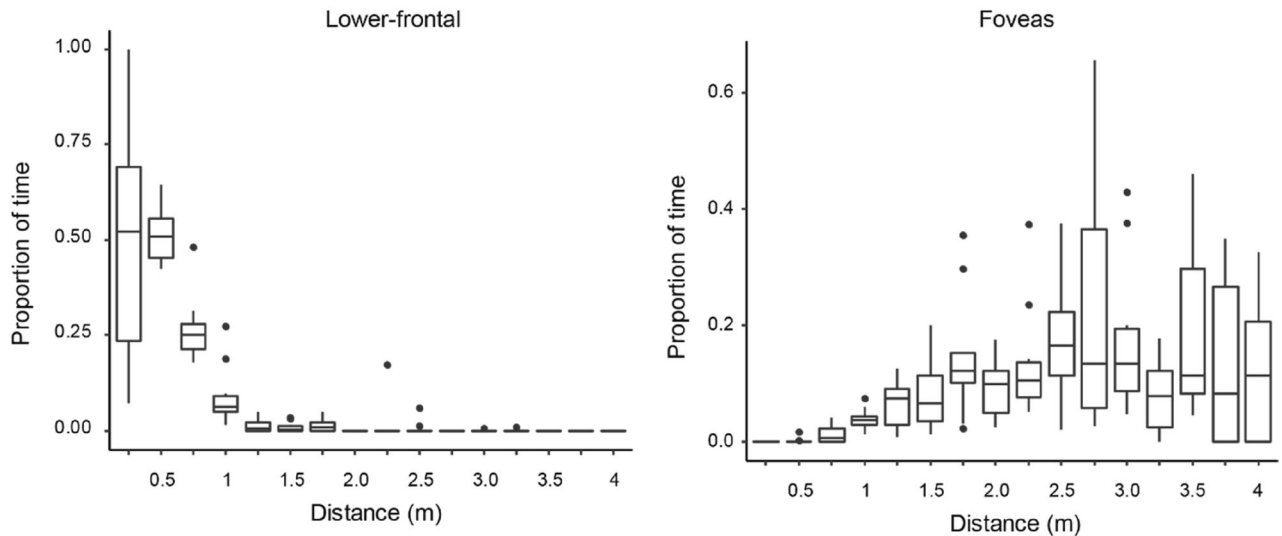 Lower-frontal
Proportion of time
1.00
0.75
0.50
0.25
0.00
0.5 1 1.5 2.0 2.5 3.0 3.5 4
Distance (m)
Foveas
Proportion of time
0.6
0.4
0.2
0.0
0.5 1 1.5 2.0 2.5 3.0 3.5 4
Distance (m)